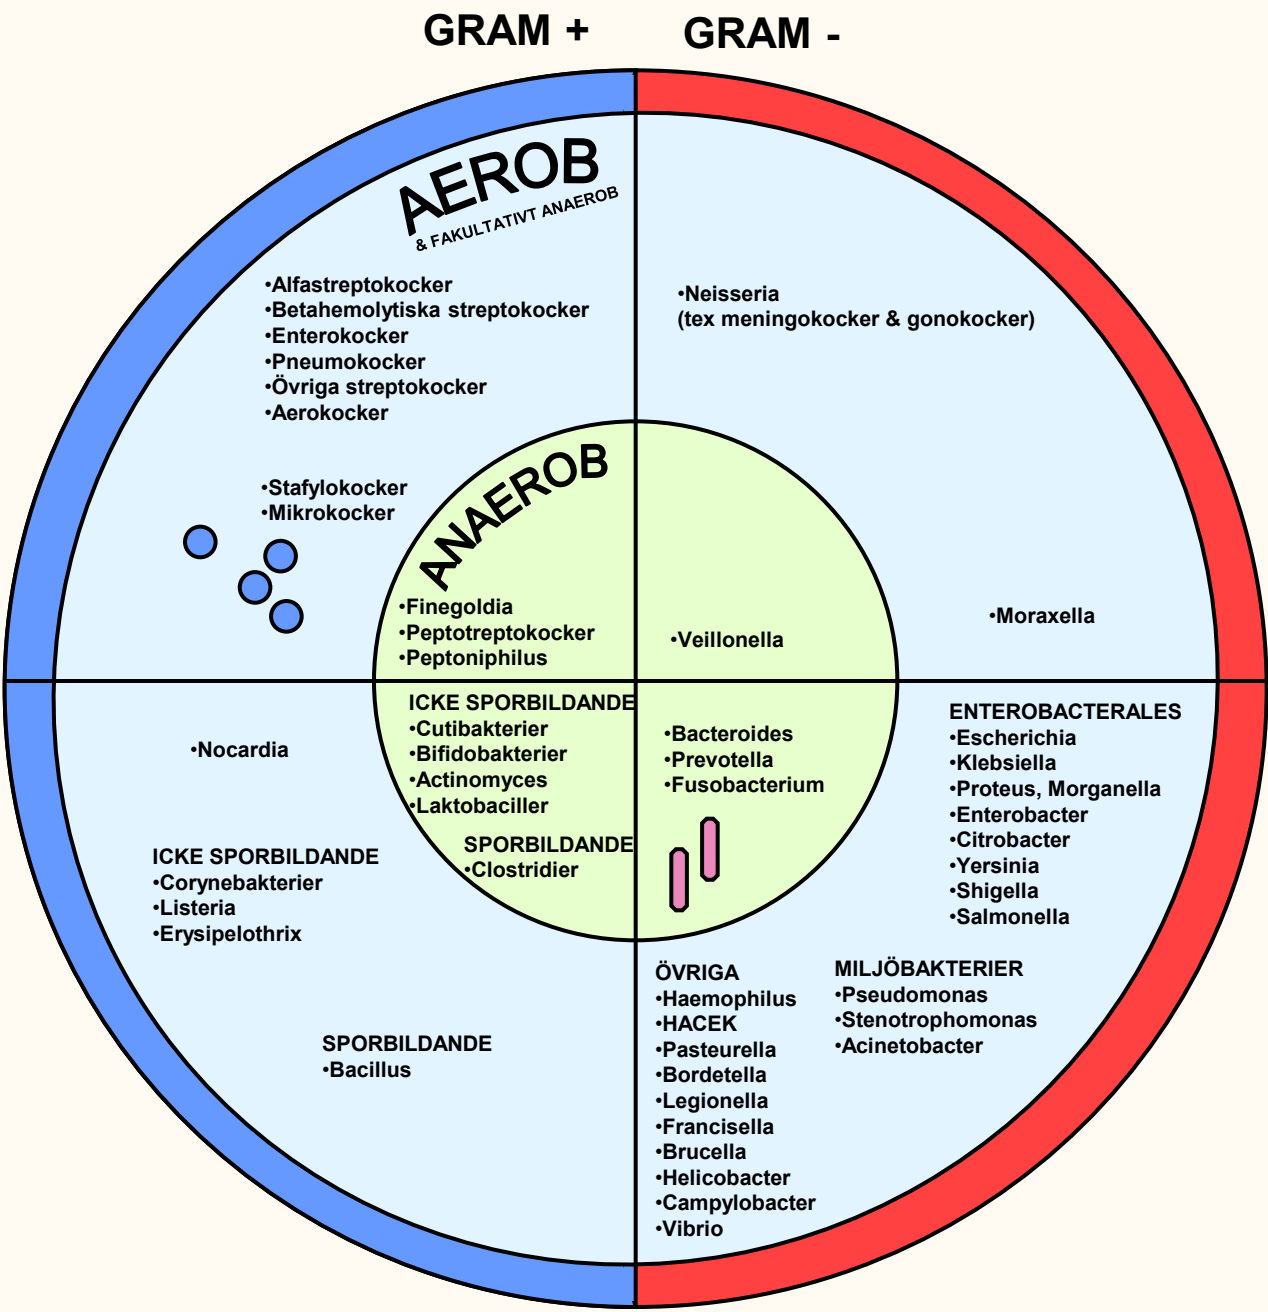 GRAM +
GRAM -
AEROB
& FAKULTATIVT ANAEROB
•Alfastreptokocker
•Betahemolytiska streptokocker
•Enterokocker
•Pneumokocker
•Övriga streptokocker
•Aerokocker
•Stafylokocker
•Mikrokocker
•Neisseria
(tex meningokocker & gonokocker)
•Moraxella
ANAEROB
•Finegoldia
•Peptotreptokocker
•Peptoniphilus
•Veillonella
ICKE SPORBILDANDE
•Cutibakterier
•Bifidobakterier
•Actinomyces
•Laktobaciller
SPORBILDANDE
•Clostridier
•Bacteroides
•Prevotella
•Fusobacterium
•Nocardia
ICKE SPORBILDANDE
•Corynebakterier
•Listeria
•Erysipelothrix
SPORBILDANDE
•Bacillus
ENTEROBACTERALES
•Escherichia
•Klebsiella
•Proteus, Morganella
•Enterobacter
•Citrobacter
•Yersinia
•Shigella
•Salmonella
ÖVRIGA
•Haemophilus
•HACEK
•Pasteurella
•Bordetella
•Legionella
•Francisella
•Brucella
•Helicobacter
•Campylobacter
•Vibrio
MILJÖBAKTERIER
•Pseudomonas
•Stenotrophomonas
•Acinetobacter